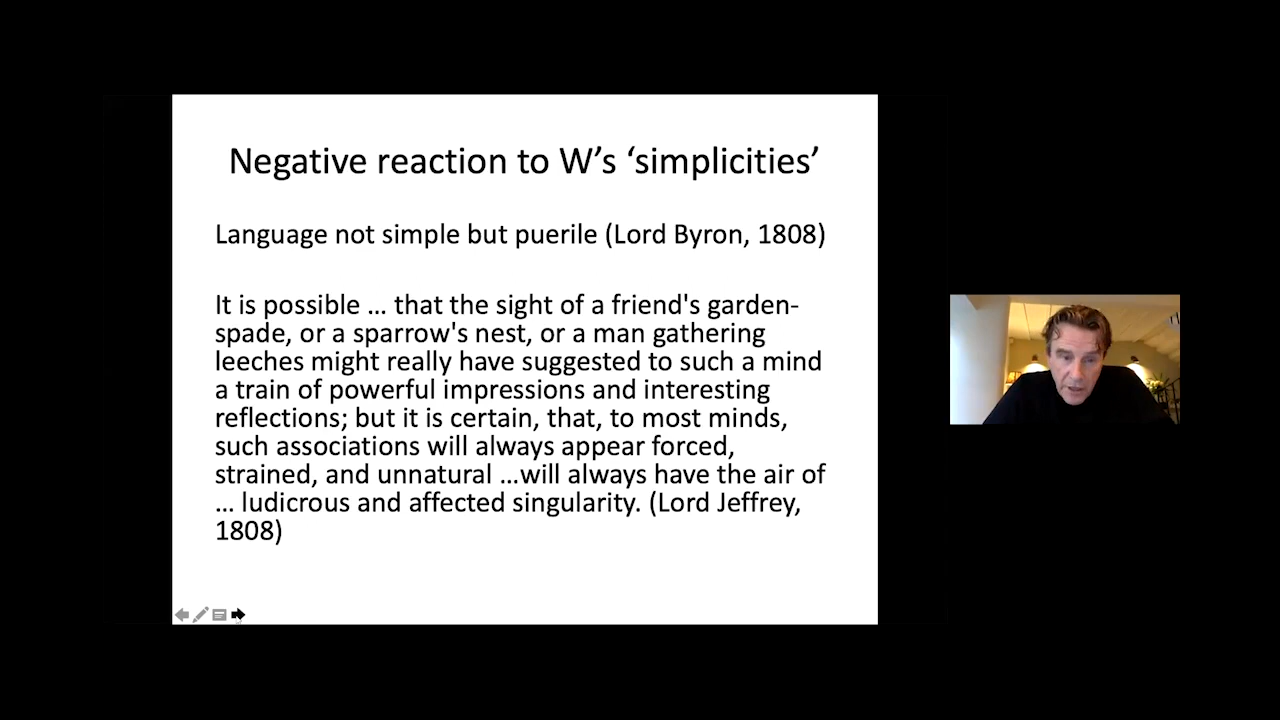 Negative reaction to W’s ‘simplicities’
Language not simple but puerile (Lord Byron, 1808)
It is possible … that the sight of a friend's garden-
spade, or a sparrow's nest, or a man gathering
leeches might really have suggested to such a mind
a train of powerful impressions and interesting
reflections; but it is certain, that, to most minds,
such associations will always appear forced,
strained, and unnatural …will always have the air of
… ludicrous and affected singularity. (Lord Jeffrey,
1808)